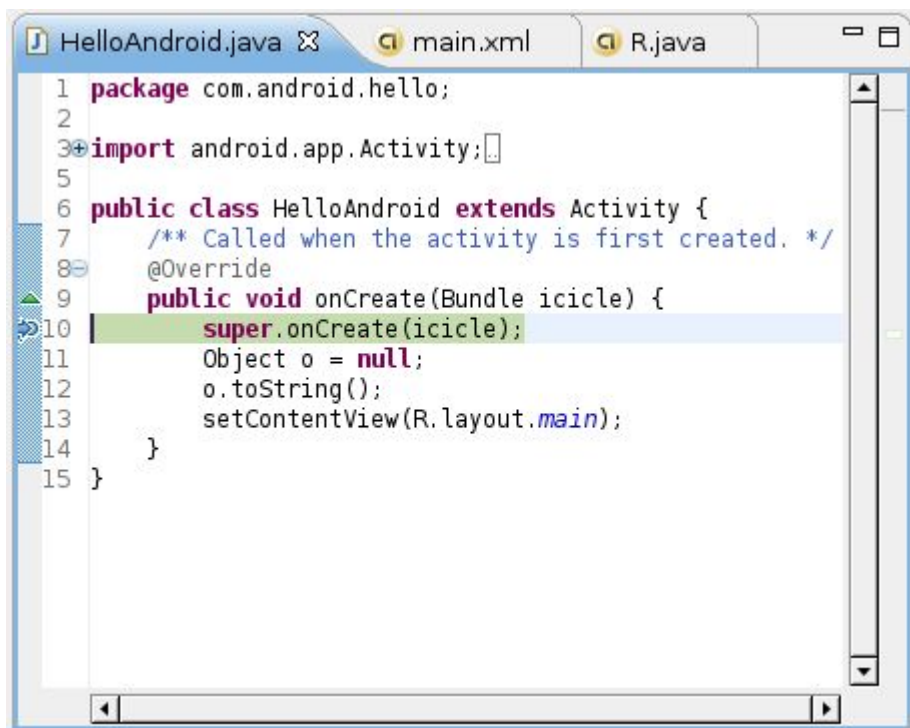 HelloAndroid.java main.xml R.java
1 package com.android.hello;
2
3 import android.app.Activity;
5
6 public class HelloAndroid extends Activity {
7 /** Called when the activity is first created. */
8 @Override
9 public void onCreate(Bundle icicle) {
10 super.onCreate(icicle);
11 Object o = null;
12 o.toString();
13 setContentView(R.layout.main);
14 }
15 }